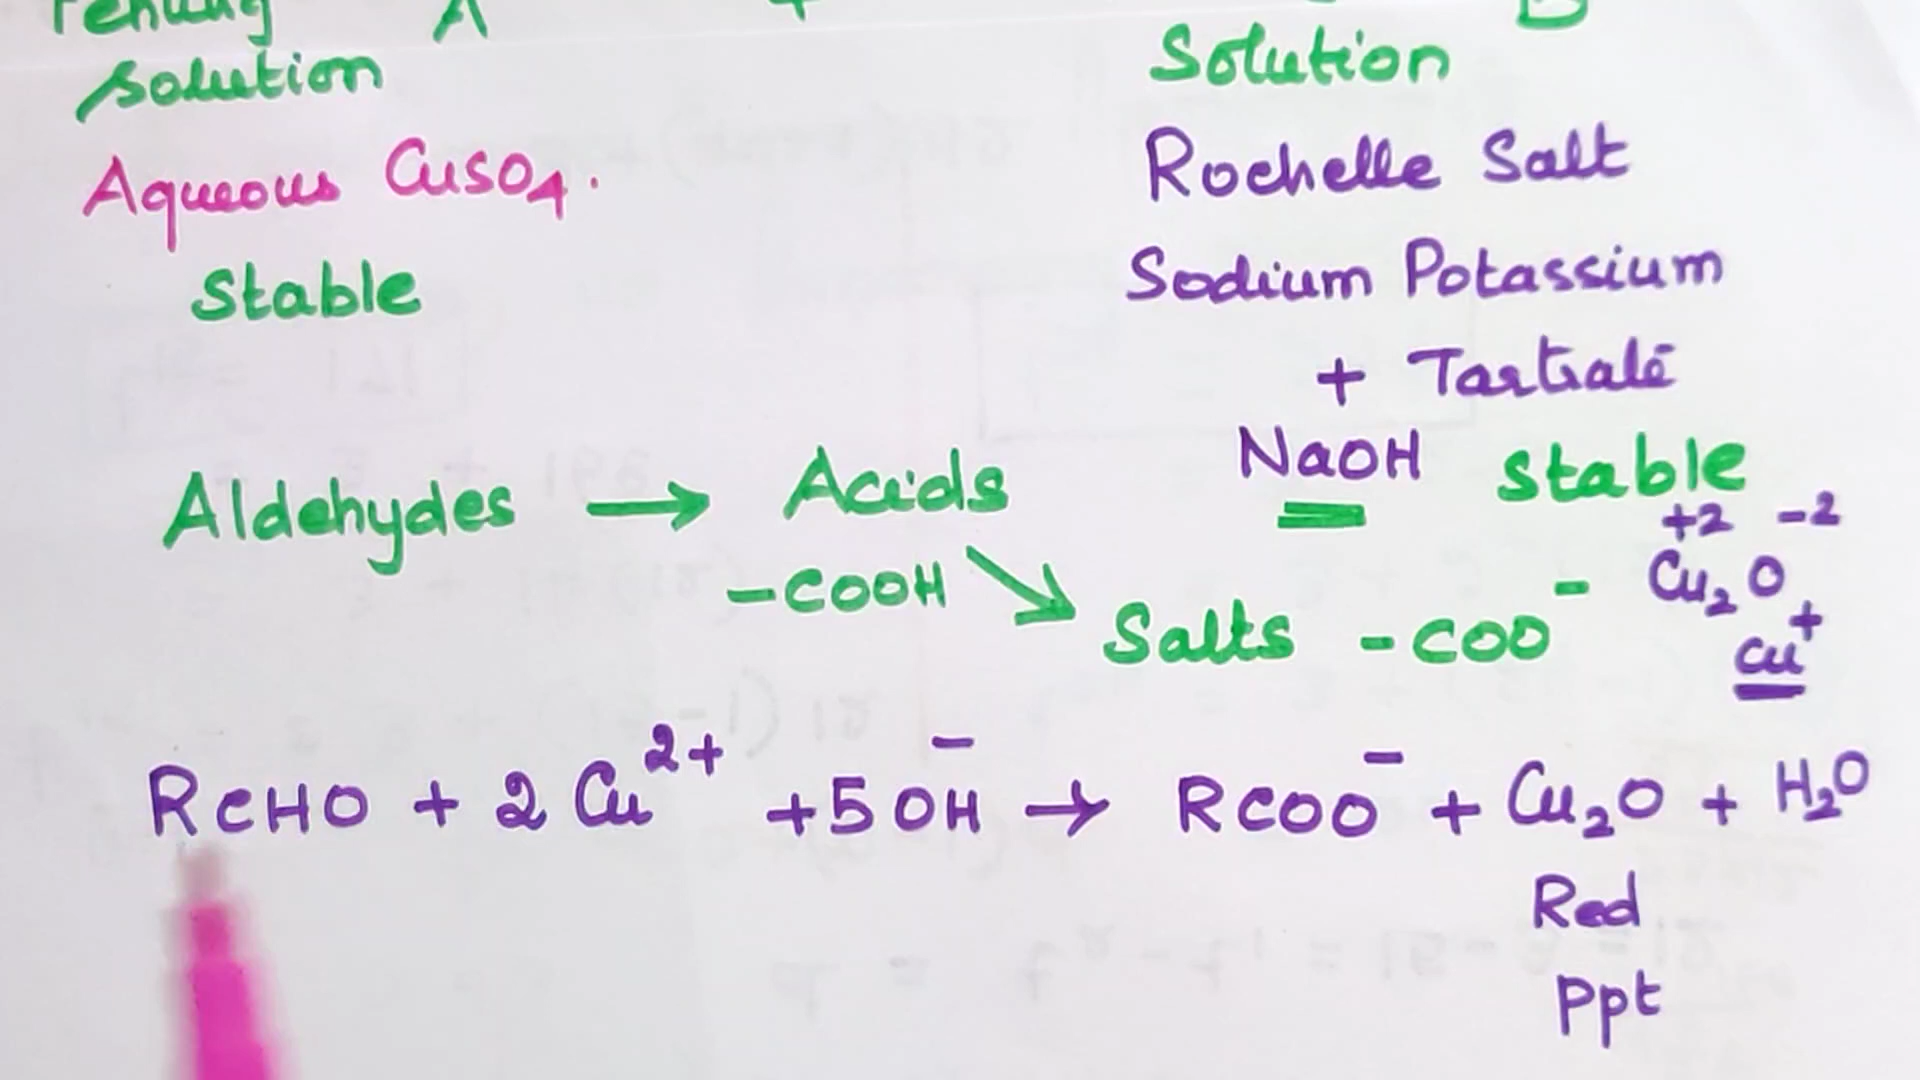 A
solution
Solution
Aqueous CuSO4.
Rochelle Salt
Stable
Sodium Potassium
+ Tartrate
NaOH Stable
Aldehydes → Acids
+2 -2
-COOH
Cu2O
Salts -COO-
Cu+
RCHO + 2Cu2+ + 5OH- → RCOO- + Cu2O + H2O
Red
Ppt